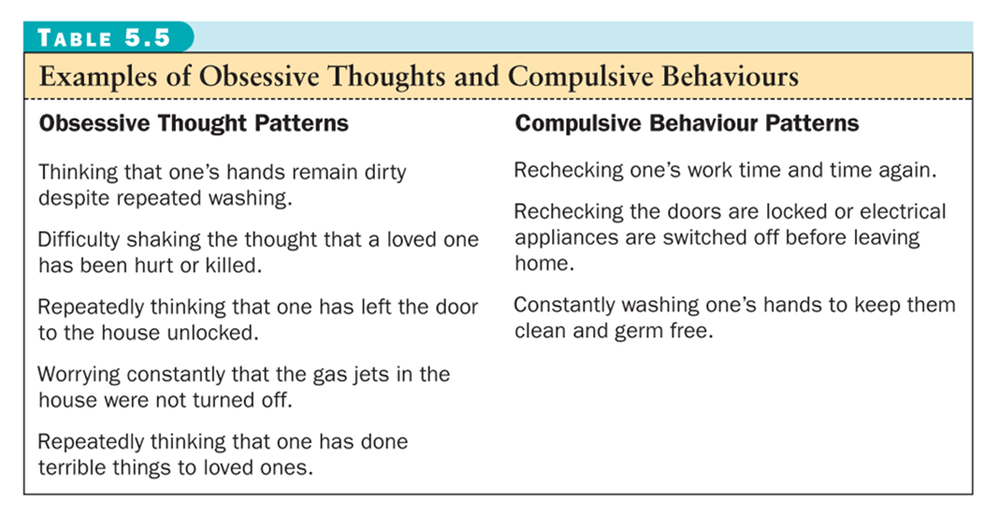 TABLE 5.5
Examples of Obsessive Thoughts and Compulsive Behaviours
Obsessive Thought Patterns
Thinking that one's hands remain dirty
despite repeated washing.
Difficulty shaking the thought that a loved one
has been hurt or killed.
Repeatedly thinking that one has left the door
to the house unlocked.
Worrying constantly that the gas jets in the
house were not turned off.
Repeatedly thinking that one has done
terrible things to loved ones.
Compulsive Behaviour Patterns
Rechecking one's work time and time again.
Rechecking the doors are locked or electrical
appliances are switched off before leaving
home.
Constantly washing one's hands to keep them
clean and germ free.